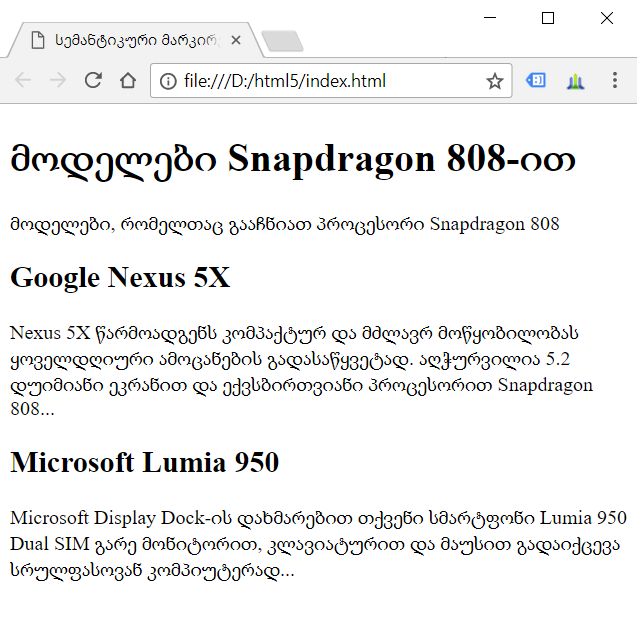 სემანტიკური მარკირ
file:///D:/html5/index.html
მოდელები Snapdragon 808-ით
მოდელები, რომელთაც გააჩნიათ პროცესორი Snapdragon 808
Google Nexus 5X
Nexus 5X წარმოადგენს კომპაქტურ და მძლავრ მოწყობილობას
ყოველდღიური ამოცანების გადასაწყვეტად. აღჭურვილია 5.2
დუიმიანი ეკრანით და ექვსბირთვიანი პროცესორით Snapdragon
808...
Microsoft Lumia 950
Microsoft Display Dock-ის დახმარებით თქვენი სმარტფონი Lumia 950
Dual SIM გარე მონიტორით, კლავიატურით და მაუსით გადაიქცევა
სრულფასოვან კომპიუტერად...